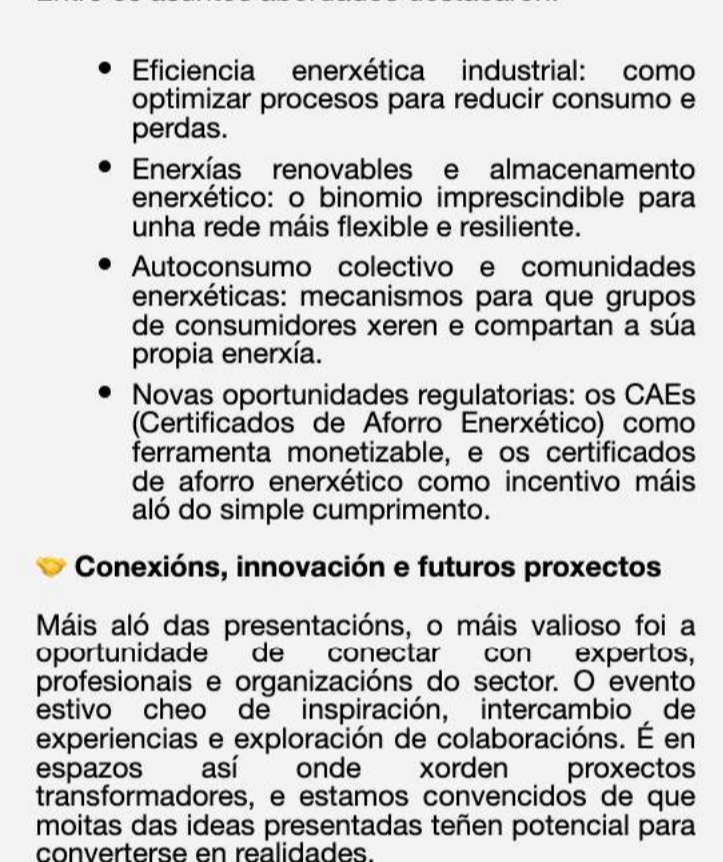 • Eficiencia enerxética industrial: como
optimizar procesos para reducir consumo e
perdas.
• Enerxías renovables e almacenamento
enerxético: o binomio imprescindible para
unha rede máis flexible e resiliente.
• Autoconsumo colectivo e comunidades
enerxéticas: mecanismos para que grupos
de consumidores xeren e compartan a súa
propia enerxía.
• Novas oportunidades regulatorias: os CAEs
(Certificados de Aforro Enerxético) como
ferramenta monetizable, e os certificados
de aforro enerxético como incentivo máis
aló do simple cumprimento.
🤝 Conexións, innovación e futuros proxectos
Máis aló das presentacións, o máis valioso foi a
oportunidade de conectar con expertos,
profesionais e organizacións do sector. O evento
estivo cheo de inspiración, intercambio de
experiencias e exploración de colaboracións. É en
espazos así onde xorden proxectos
transformadores, e estamos convencidos de que
moitas das ideas presentadas teñen potencial para
converterse en realidades.